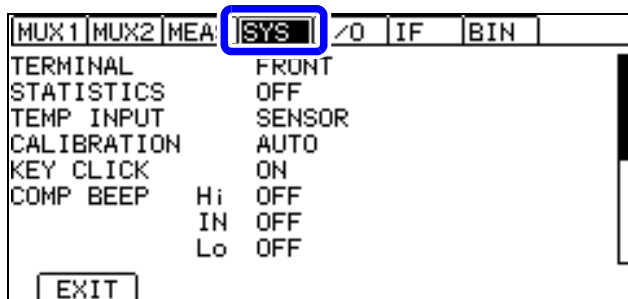 MUX1 MUX2 MEA SYS /O IF BIN
TERMINAL FRONT
STATISTICS OFF
TEMP INPUT SENSOR
CALIBRATION AUTO
KEY CLICK ON
COMP BEEP Hi OFF
IN OFF
Lo OFF
EXIT